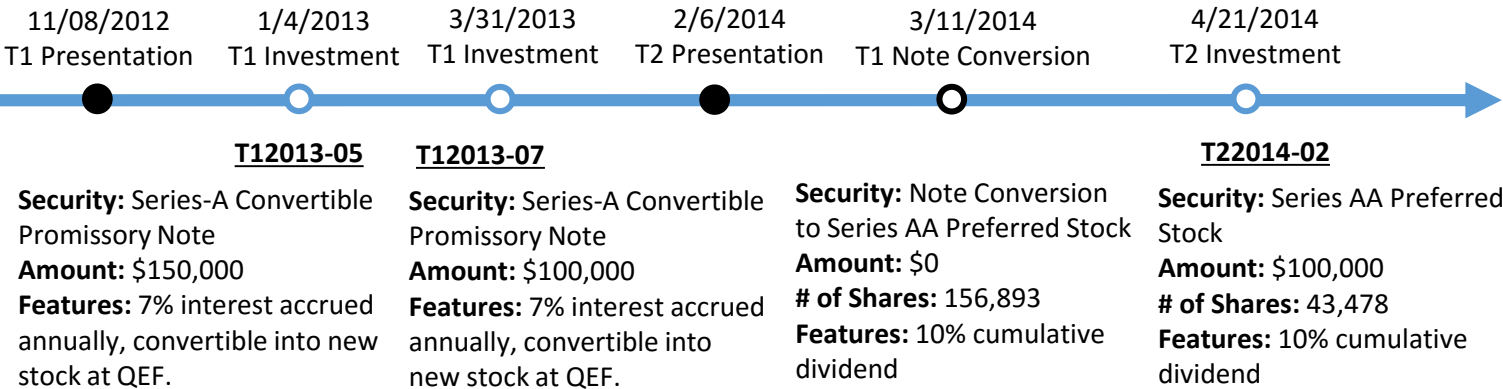 11/08/2012
T1 Presentation
1/4/2013
T1 Investment
3/31/2013
T1 Investment
2/6/2014
T2 Presentation
3/11/2014
T1 Note Conversion
4/21/2014
T2 Investment
T12013-05
Security: Series-A Convertible
Promissory Note
Amount: $150,000
Features: 7% interest accrued
annually, convertible into new
stock at QEF.
T12013-07
Security: Series-A Convertible
Promissory Note
Amount: $100,000
Features: 7% interest accrued
annually, convertible into
new stock at QEF.
Security: Note Conversion
to Series AA Preferred Stock
Amount: $0
# of Shares: 156,893
Features: 10% cumulative
dividend
T22014-02
Security: Series AA Preferred
Stock
Amount: $100,000
# of Shares: 43,478
Features: 10% cumulative
dividend